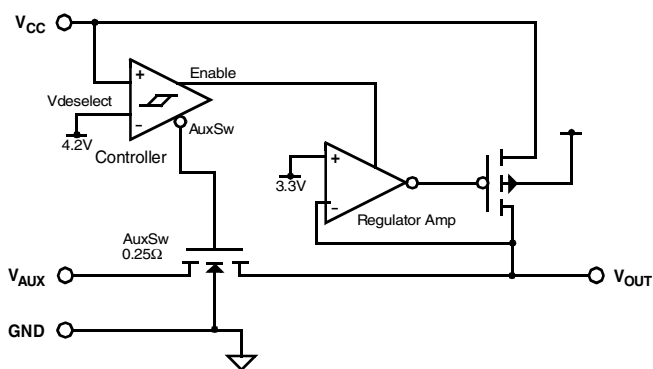 VCC
+
Enable
Vdeselect
-
4.2V
AuxSw
Controller
+
3.3V
-
Regulator Amp
AuxSw
0.25Ω
VAUX
VOUT
GND